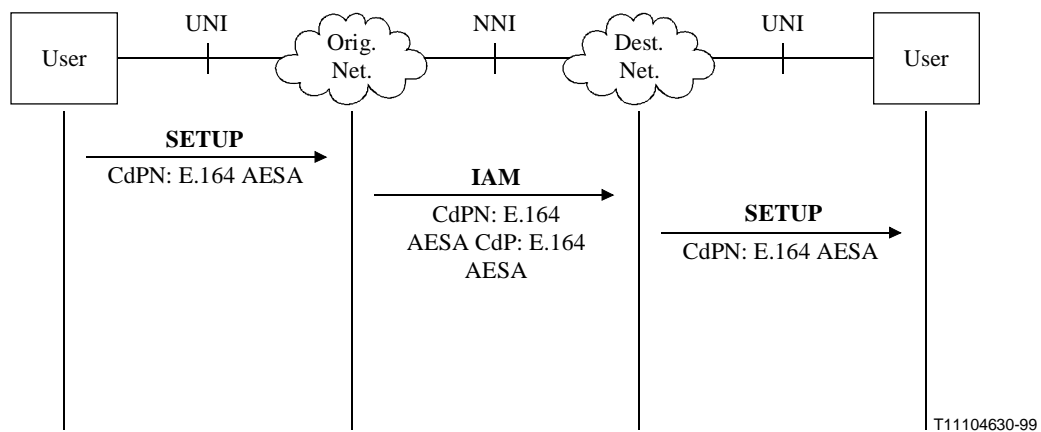 UNI
NNI
UNI
User
Orig.
Net.
Dest.
Net.
User
SETUP
CdPN: E.164 AESA
IAM
CdPN: E.164
AESA CdP: E.164
AESA
SETUP
CdPN: E.164 AESA
T11104630-99